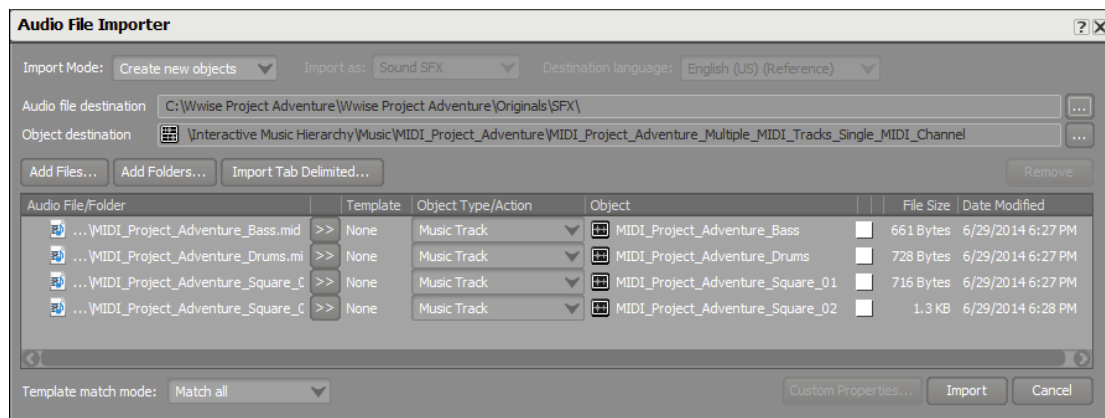 Audio File Importer ? X
Import Mode: Create new objects Import as: Sound SFX Destination language: English (US) (Reference)
Audio file destination C:\Wwise Project Adventure\Wwise Project Adventure\Originals\SFX\ ...
Object destination \Interactive Music Hierarchy\Music\MIDI_Project_Adventure\MIDI_Project_Adventure_Multiple_MIDI_Tracks_Single_MIDI_Channel ...
Add Files... Add Folders... Import Tab Delimited... Remove
Audio File/Folder Template Object Type/Action Object File Size Date Modified
...\MIDI_Project_Adventure_Bass.mid >> None Music Track MIDI_Project_Adventure_Bass 661 Bytes 6/29/2014 6:27 PM
...\MIDI_Project_Adventure_Drums.mi >> None Music Track MIDI_Project_Adventure_Drums 728 Bytes 6/29/2014 6:27 PM
...\MIDI_Project_Adventure_Square_0 >> None Music Track MIDI_Project_Adventure_Square_01 716 Bytes 6/29/2014 6:27 PM
...\MIDI_Project_Adventure_Square_0 >> None Music Track MIDI_Project_Adventure_Square_02 1.3 KB 6/29/2014 6:28 PM
Template match mode: Match all Custom Properties... Import Cancel